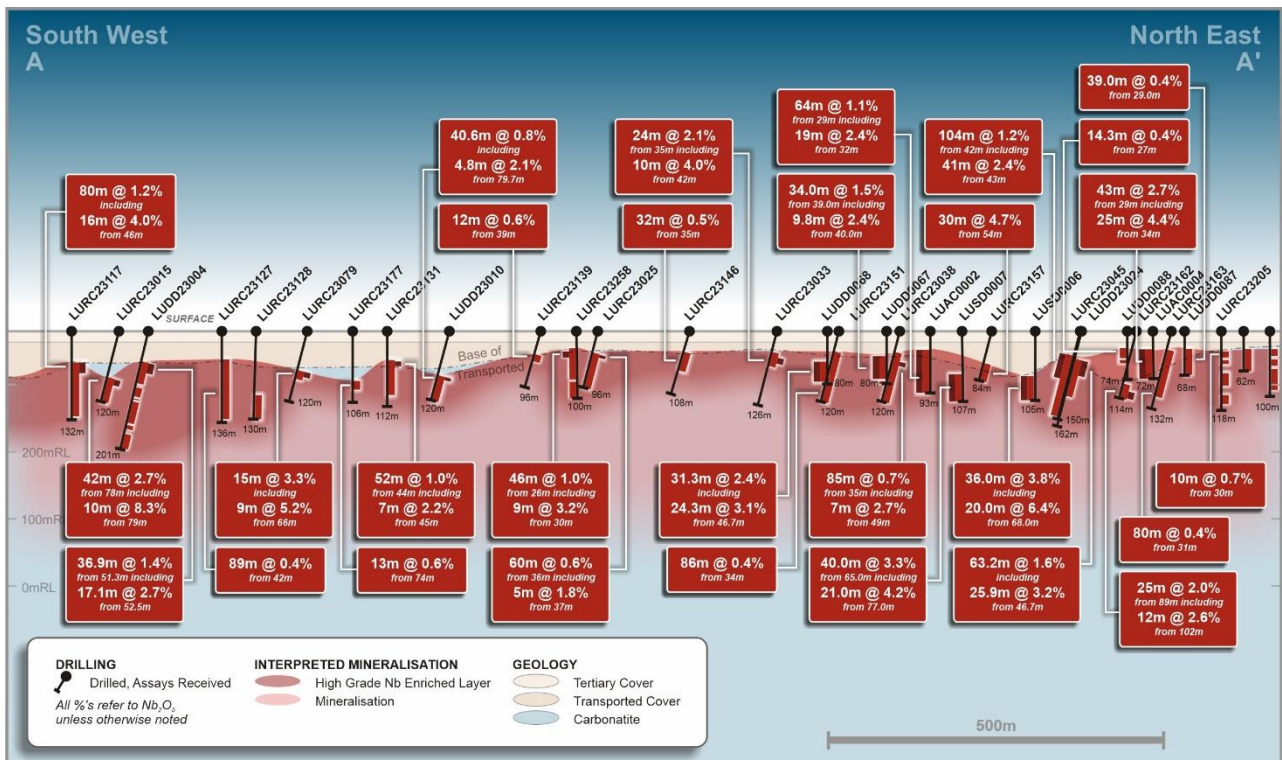 South West
A
North East
A'
39.0m @ 0.4%
from 29.0m
64m @ 1.1%
from 29m including
19m @ 2.4%
from 32m
40.6m @ 0.8%
including
4.8m @ 2.1%
from 79.7m
24m @ 2.1%
from 35m including
10m @ 4.0%
from 42m
104m @ 1.2%
from 42m including
41m @ 2.4%
from 43m
14.3m @ 0.4%
from 27m
80m @ 1.2%
including
16m @ 4.0%
from 46m
34.0m @ 1.5%
from 39.0m including
9.8m @ 2.4%
from 40.0m
43m @ 2.7%
from 29m including
25m @ 4.4%
from 34m
12m @ 0.6%
from 39m
32m @ 0.5%
from 35m
30m @ 4.7%
from 54m
LURC23117
LURC23015
LUDD23004
SURFACE
LURC23127
LURC23128
LURC23079
LURC23177
LURC23131
LUDD23010
LURC23139
LURC23258
LURC23025
LURC23146
LURC23033
LURC23151
LURC23038
LUAC0002
LUSD0007
LURC23157
LURC23045
LURC23162
LUAC0004
LURC23163
LUDD0087
LURC23205
Base of
Transported
132m
120m
201m
136m
130m
120m
106m
112m
120m
96m
100m
96m
108m
126m
80m
120m
80m
120m
93m
107m
84m
105m
150m
162m
74m
114m
72m
132m
68m
118m
62m
100m
200mRL
100mRL
0mRL
42m @ 2.7%
from 78m including
10m @ 8.3%
from 79m
15m @ 3.3%
including
9m @ 5.2%
from 66m
52m @ 1.0%
from 44m including
7m @ 2.2%
from 45m
46m @ 1.0%
from 26m including
9m @ 3.2%
from 30m
31.3m @ 2.4%
including
24.3m @ 3.1%
from 46.7m
85m @ 0.7%
from 35m including
7m @ 2.7%
from 49m
36.0m @ 3.8%
including
20.0m @ 6.4%
from 68.0m
10m @ 0.7%
from 30m
80m @ 0.4%
from 31m
36.9m @ 1.4%
from 51.3m including
17.1m @ 2.7%
from 52.5m
89m @ 0.4%
from 42m
13m @ 0.6%
from 74m
60m @ 0.6%
from 36m including
5m @ 1.8%
from 37m
86m @ 0.4%
from 34m
40.0m @ 3.3%
from 65.0m including
21.0m @ 4.2%
from 77.0m
63.2m @ 1.6%
including
25.9m @ 3.2%
from 46.7m
25m @ 2.0%
from 89m including
12m @ 2.6%
from 102m
DRILLING
Drilled, Assays Received
All %'s refer to Nb₂O₅
unless otherwise noted
INTERPRETED MINERALISATION
High Grade Nb Enriched Layer
Mineralisation
GEOLOGY
Tertiary Cover
Transported Cover
Carbonatite
500m